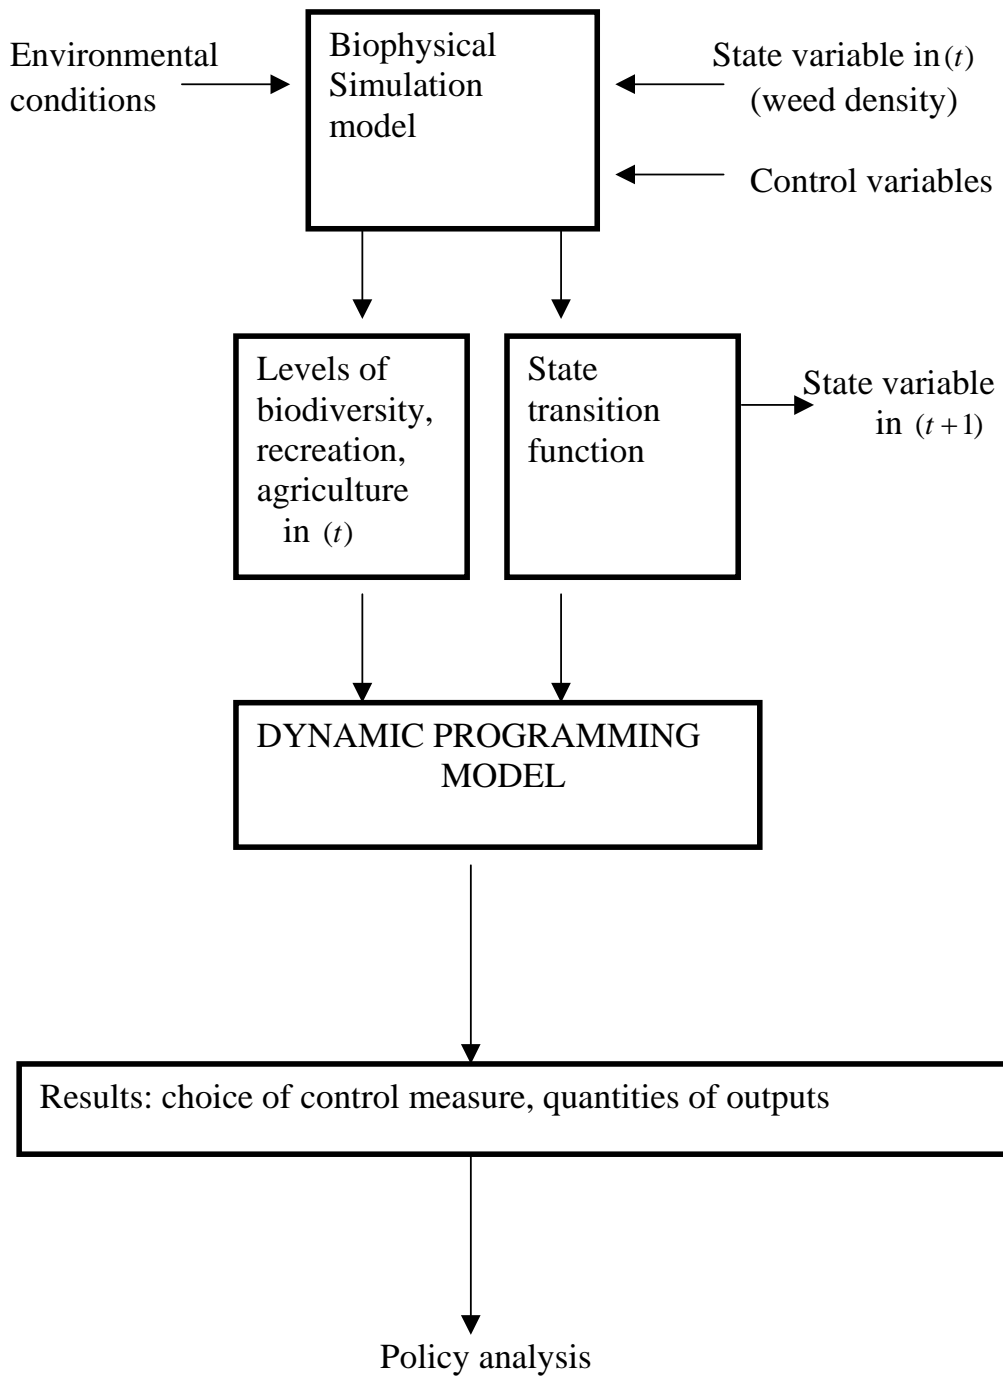 Environmental
conditions
Biophysical
Simulation
model
State variable in (t)
(weed density)
Control variables
Levels of
biodiversity,
recreation,
agriculture
in (t)
State
transition
function
State variable
in (t + 1)
DYNAMIC PROGRAMMING
MODEL
Results: choice of control measure, quantities of outputs
Policy analysis